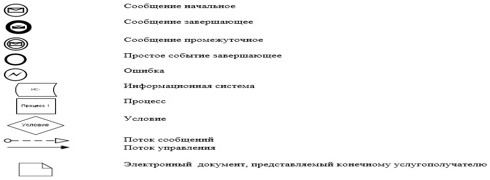 Сообщение начальное
Сообщение завершающее
Сообщение промежуточное
Простое событие завершающее
Ошибка
Информационная система
Процесс 1
Процесс
Условие
Условие
Поток сообщений
Поток управления
Электронный документ, представляемый конечному услугополучателю